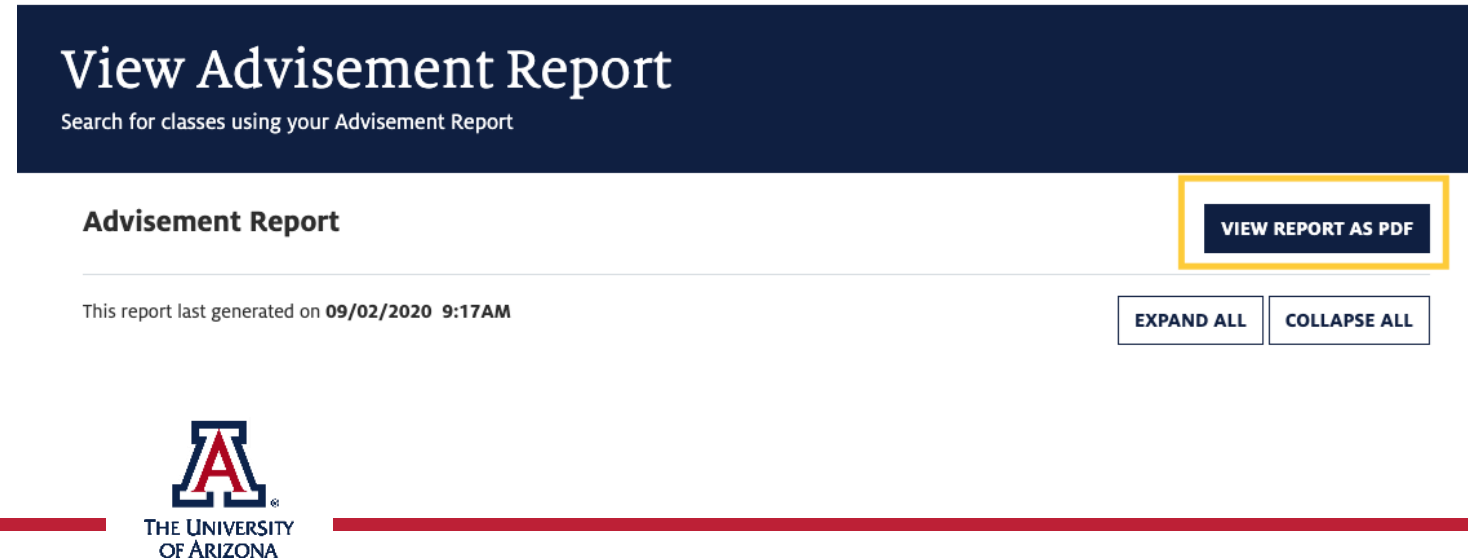 View Advisement Report
Search for classes using your Advisement Report
Advisement Report
VIEW REPORT AS PDF
This report last generated on 09/02/2020 9:17AM
EXPAND ALL
COLLAPSE ALL
A
®
THE UNIVERSITY
OF ARIZONA